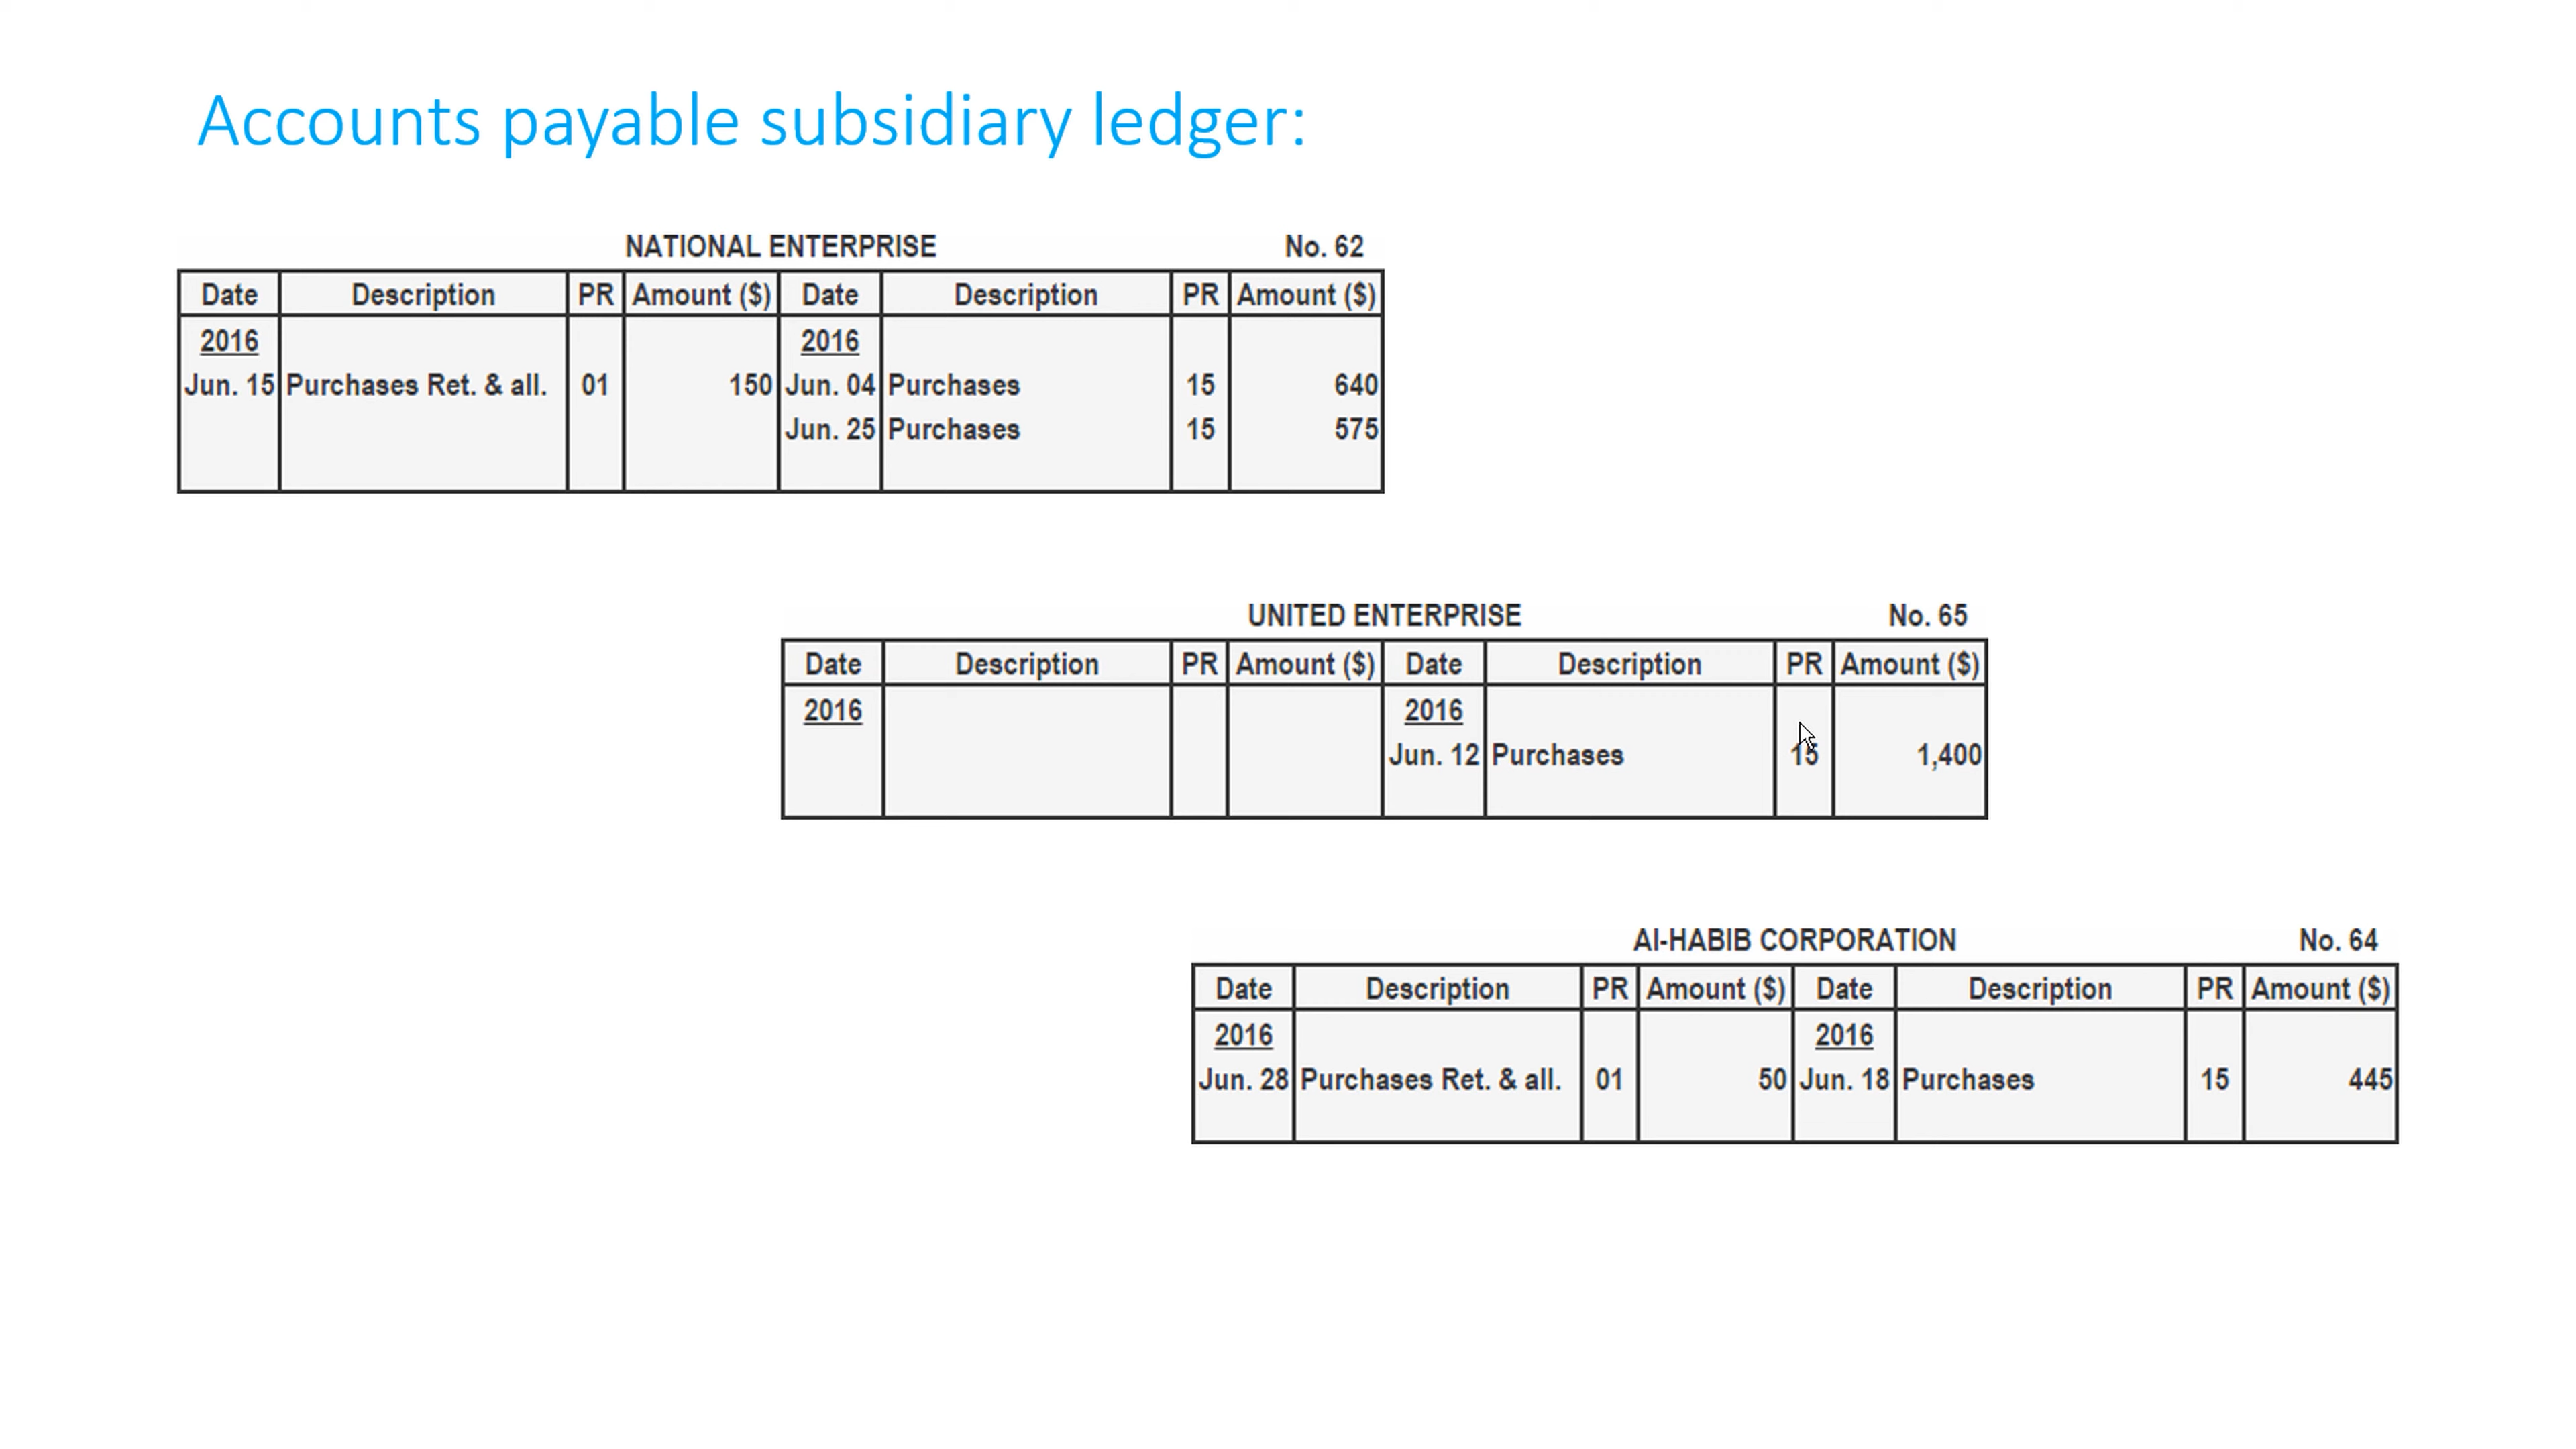 Accounts payable subsidiary ledger:
NATIONAL ENTERPRISE No. 62
Date Description PR Amount ($) Date Description PR Amount ($)
2016 2016
Jun. 15 Purchases Ret. & all. 01 150 Jun. 04 Purchases 15 640
Jun. 25 Purchases 15 575
UNITED ENTERPRISE No. 65
Date Description PR Amount ($) Date Description PR Amount ($)
2016 2016
Jun. 12 Purchases 15 1,400
Al-HABIB CORPORATION No. 64
Date Description PR Amount ($) Date Description PR Amount ($)
2016 2016
Jun. 28 Purchases Ret. & all. 01 50 Jun. 18 Purchases 15 445